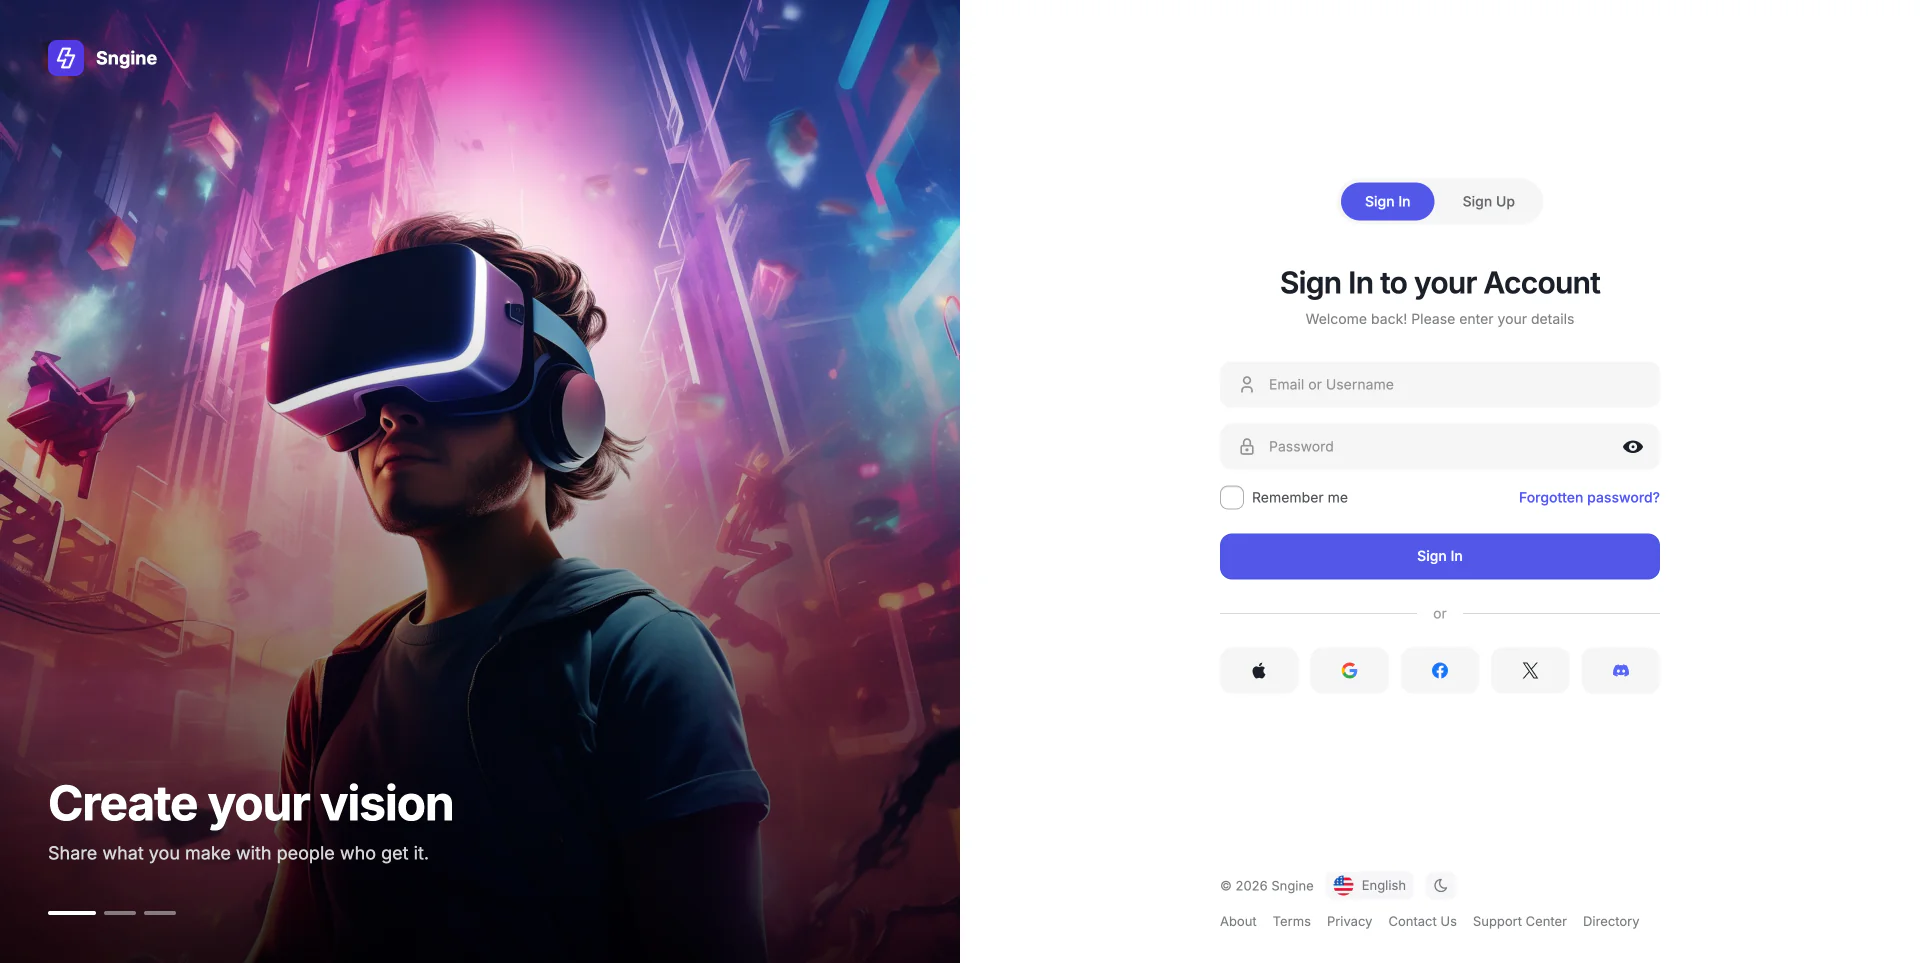 Sngine
Create your vision
Share what you make with people who get it.
Sign In
Sign Up
Sign In to your Account
Welcome back! Please enter your details
Email or Username
Password
Remember me
Forgotten password?
Sign In
or
© 2026 Sngine
English
About
Terms
Privacy
Contact Us
Support Center
Directory